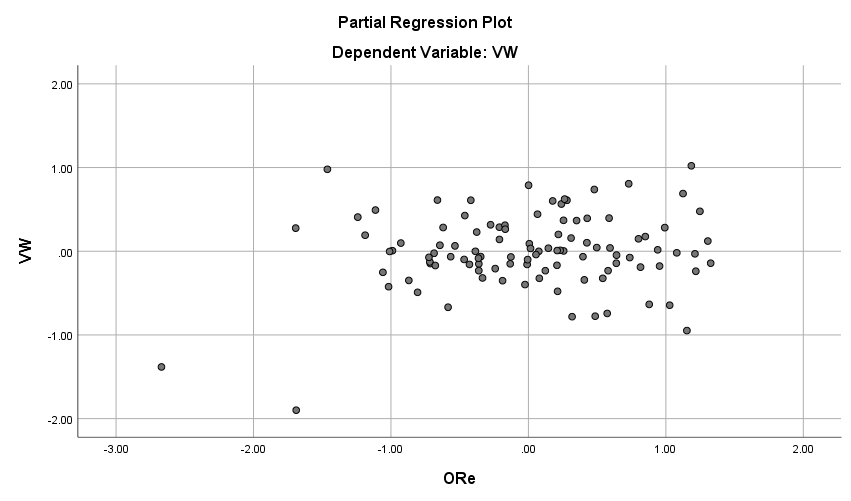 Partial Regression Plot
Dependent Variable: VW
2.00
1.00
.00
-1.00
-2.00
VW
-3.00
-2.00
-1.00
.00
1.00
2.00
ORe